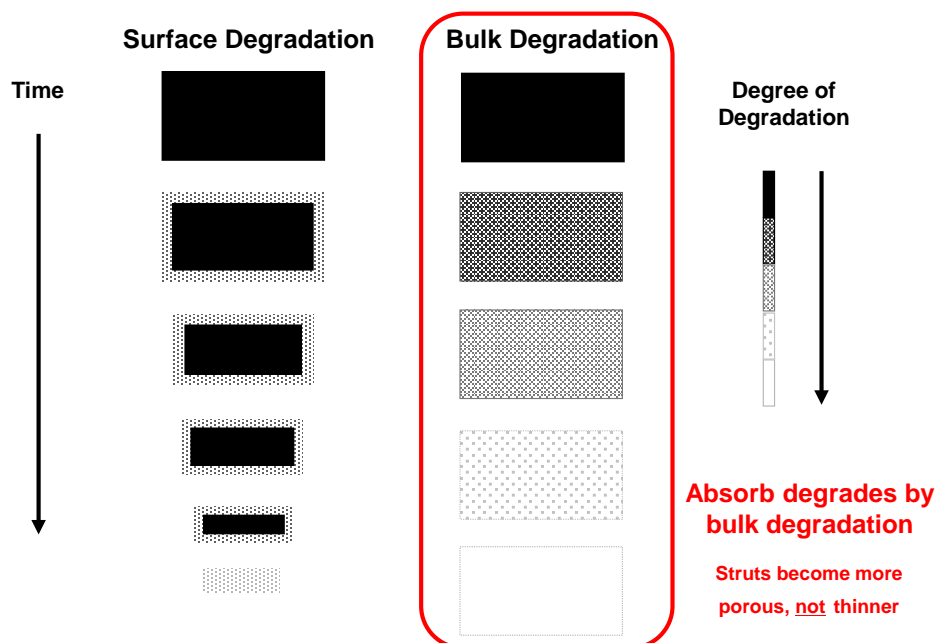 Surface Degradation
Bulk Degradation
Time
Degree of
Degradation
Absorb degrades by
bulk degradation
Struts become more
porous, not thinner